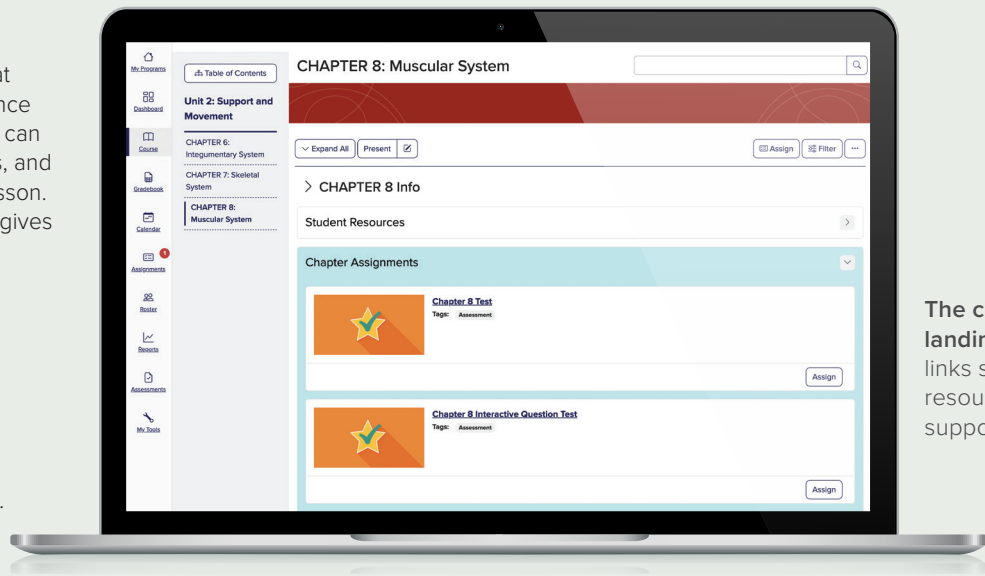 at
nce
can
s, and
sson.
gives
.
My Programs
Dashboard
Course
Gradebook
Calendar
1
Assignments
Roster
Reports
Assessments
My Tools
Table of Contents
Unit 2: Support and
Movement
CHAPTER 6:
Integumentary System
CHAPTER 7: Skeletal
System
CHAPTER 8:
Muscular System
CHAPTER 8: Muscular System
Expand All Present Assign Filter ...
CHAPTER 8 Info
Student Resources
Chapter Assignments
Chapter 8 Test
Tags: Assessment
Assign
Chapter 8 Interactive Question Test
Tags: Assessment
Assign
The c
landin
links s
resou
suppo